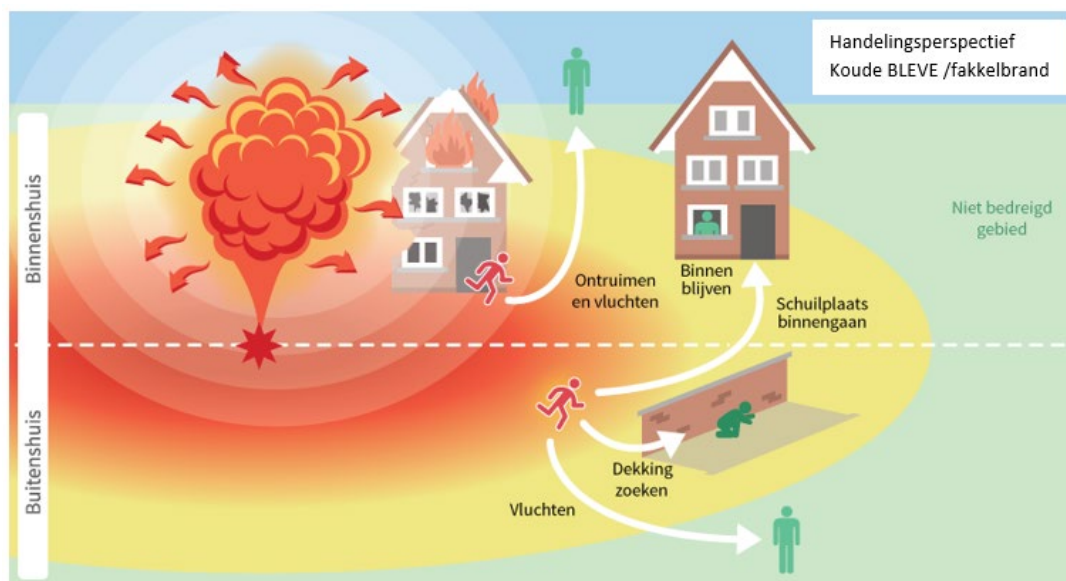 Handelingsperspectief
Koude BLEVE /fakkelbrand
Binnenshuis
Niet bedreigd
gebied
Ontruimen
en vluchten
Binnen
blijven
Schuilplaats
binnengaan
Buitenshuis
Dekking
zoeken
Vluchten